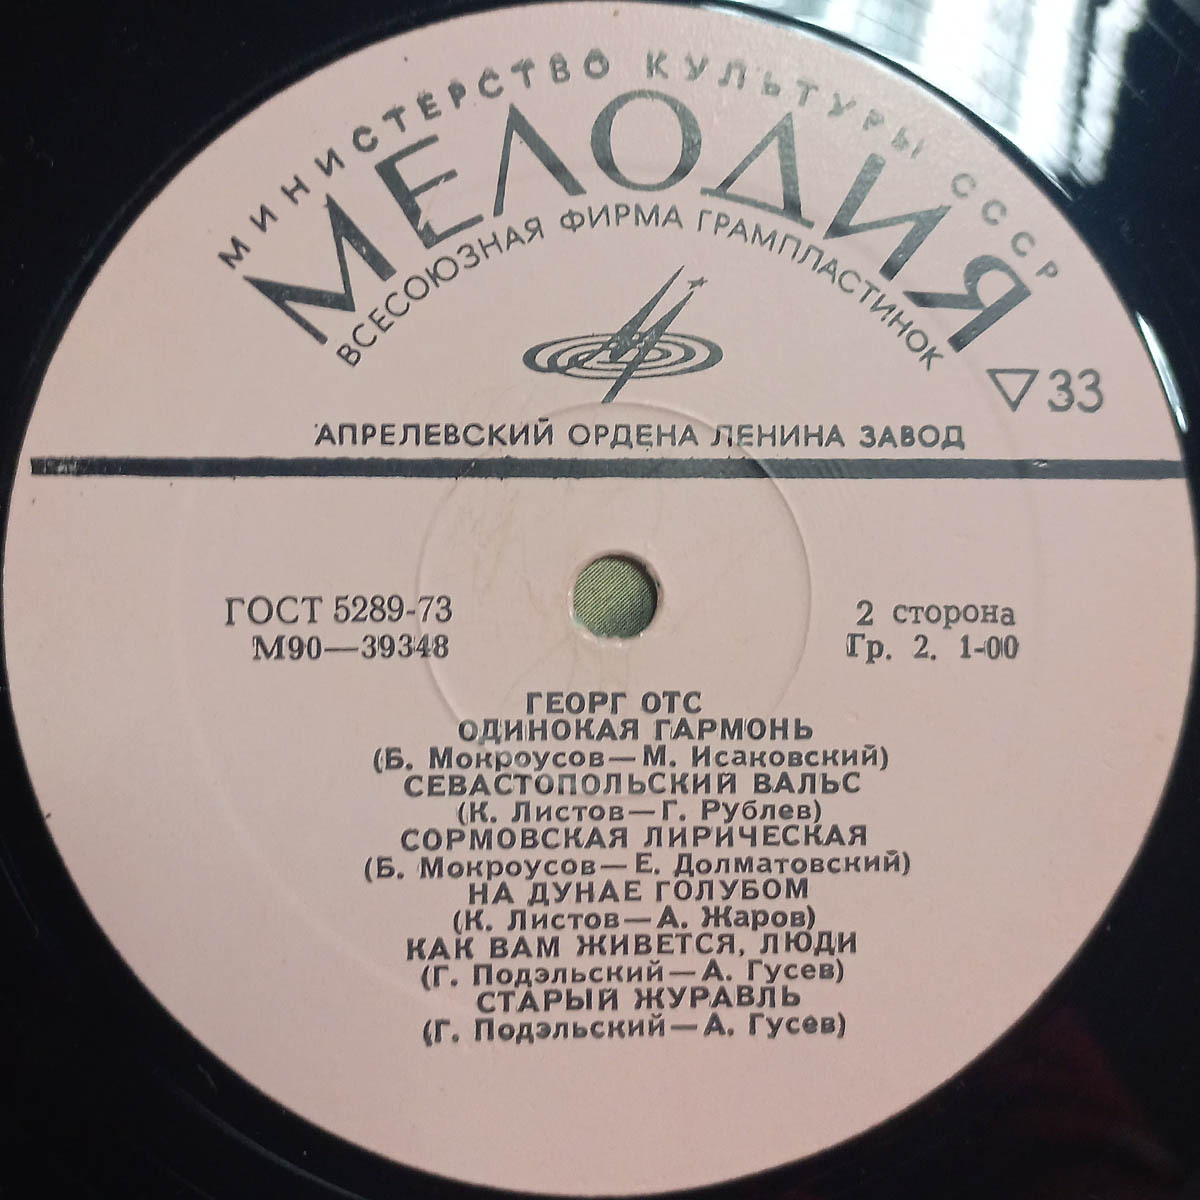 МИНИСТЕРСТВО КУЛЬТУРЫ СССР
МЕЛОДИЯ
ВСЕСОЮЗНАЯ ФИРМА ГРАМПЛАСТИНОК
▽33
АПРЕЛЕВСКИЙ ОРДЕНА ЛЕНИНА ЗАВОД
ГОСТ 5289-73
М90—39348
2 сторона
Гр. 2. 1-00
ГЕОРГ ОТС
ОДИНОКАЯ ГАРМОНЬ
(Б. Мокроусов—М. Исаковский)
СЕВАСТОПОЛЬСКИЙ ВАЛЬС
(К. Листов—Г. Рублев)
СОРМОВСКАЯ ЛИРИЧЕСКАЯ
(Б. Мокроусов—Е. Долматовский)
НА ДУНАЕ ГОЛУБОМ
(К. Листов—А. Жаров)
КАК ВАМ ЖИВЕТСЯ, ЛЮДИ
(Г. Подэльский—А. Гусев)
СТАРЫЙ ЖУРАВЛЬ
(Г. Подэльский—А. Гусев)